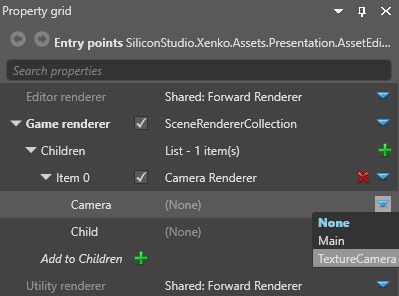 Property grid
Entry points SiliconStudio.Xenko.Assets.Presentation.AssetEdi...
Search properties
Editor renderer Shared: Forward Renderer
Game renderer SceneRendererCollection
Children List - 1 item(s)
Item 0 Camera Renderer
Camera (None)
None
Child (None)
Main
Add to Children
TextureCamera
Utility renderer Shared: Forward Renderer